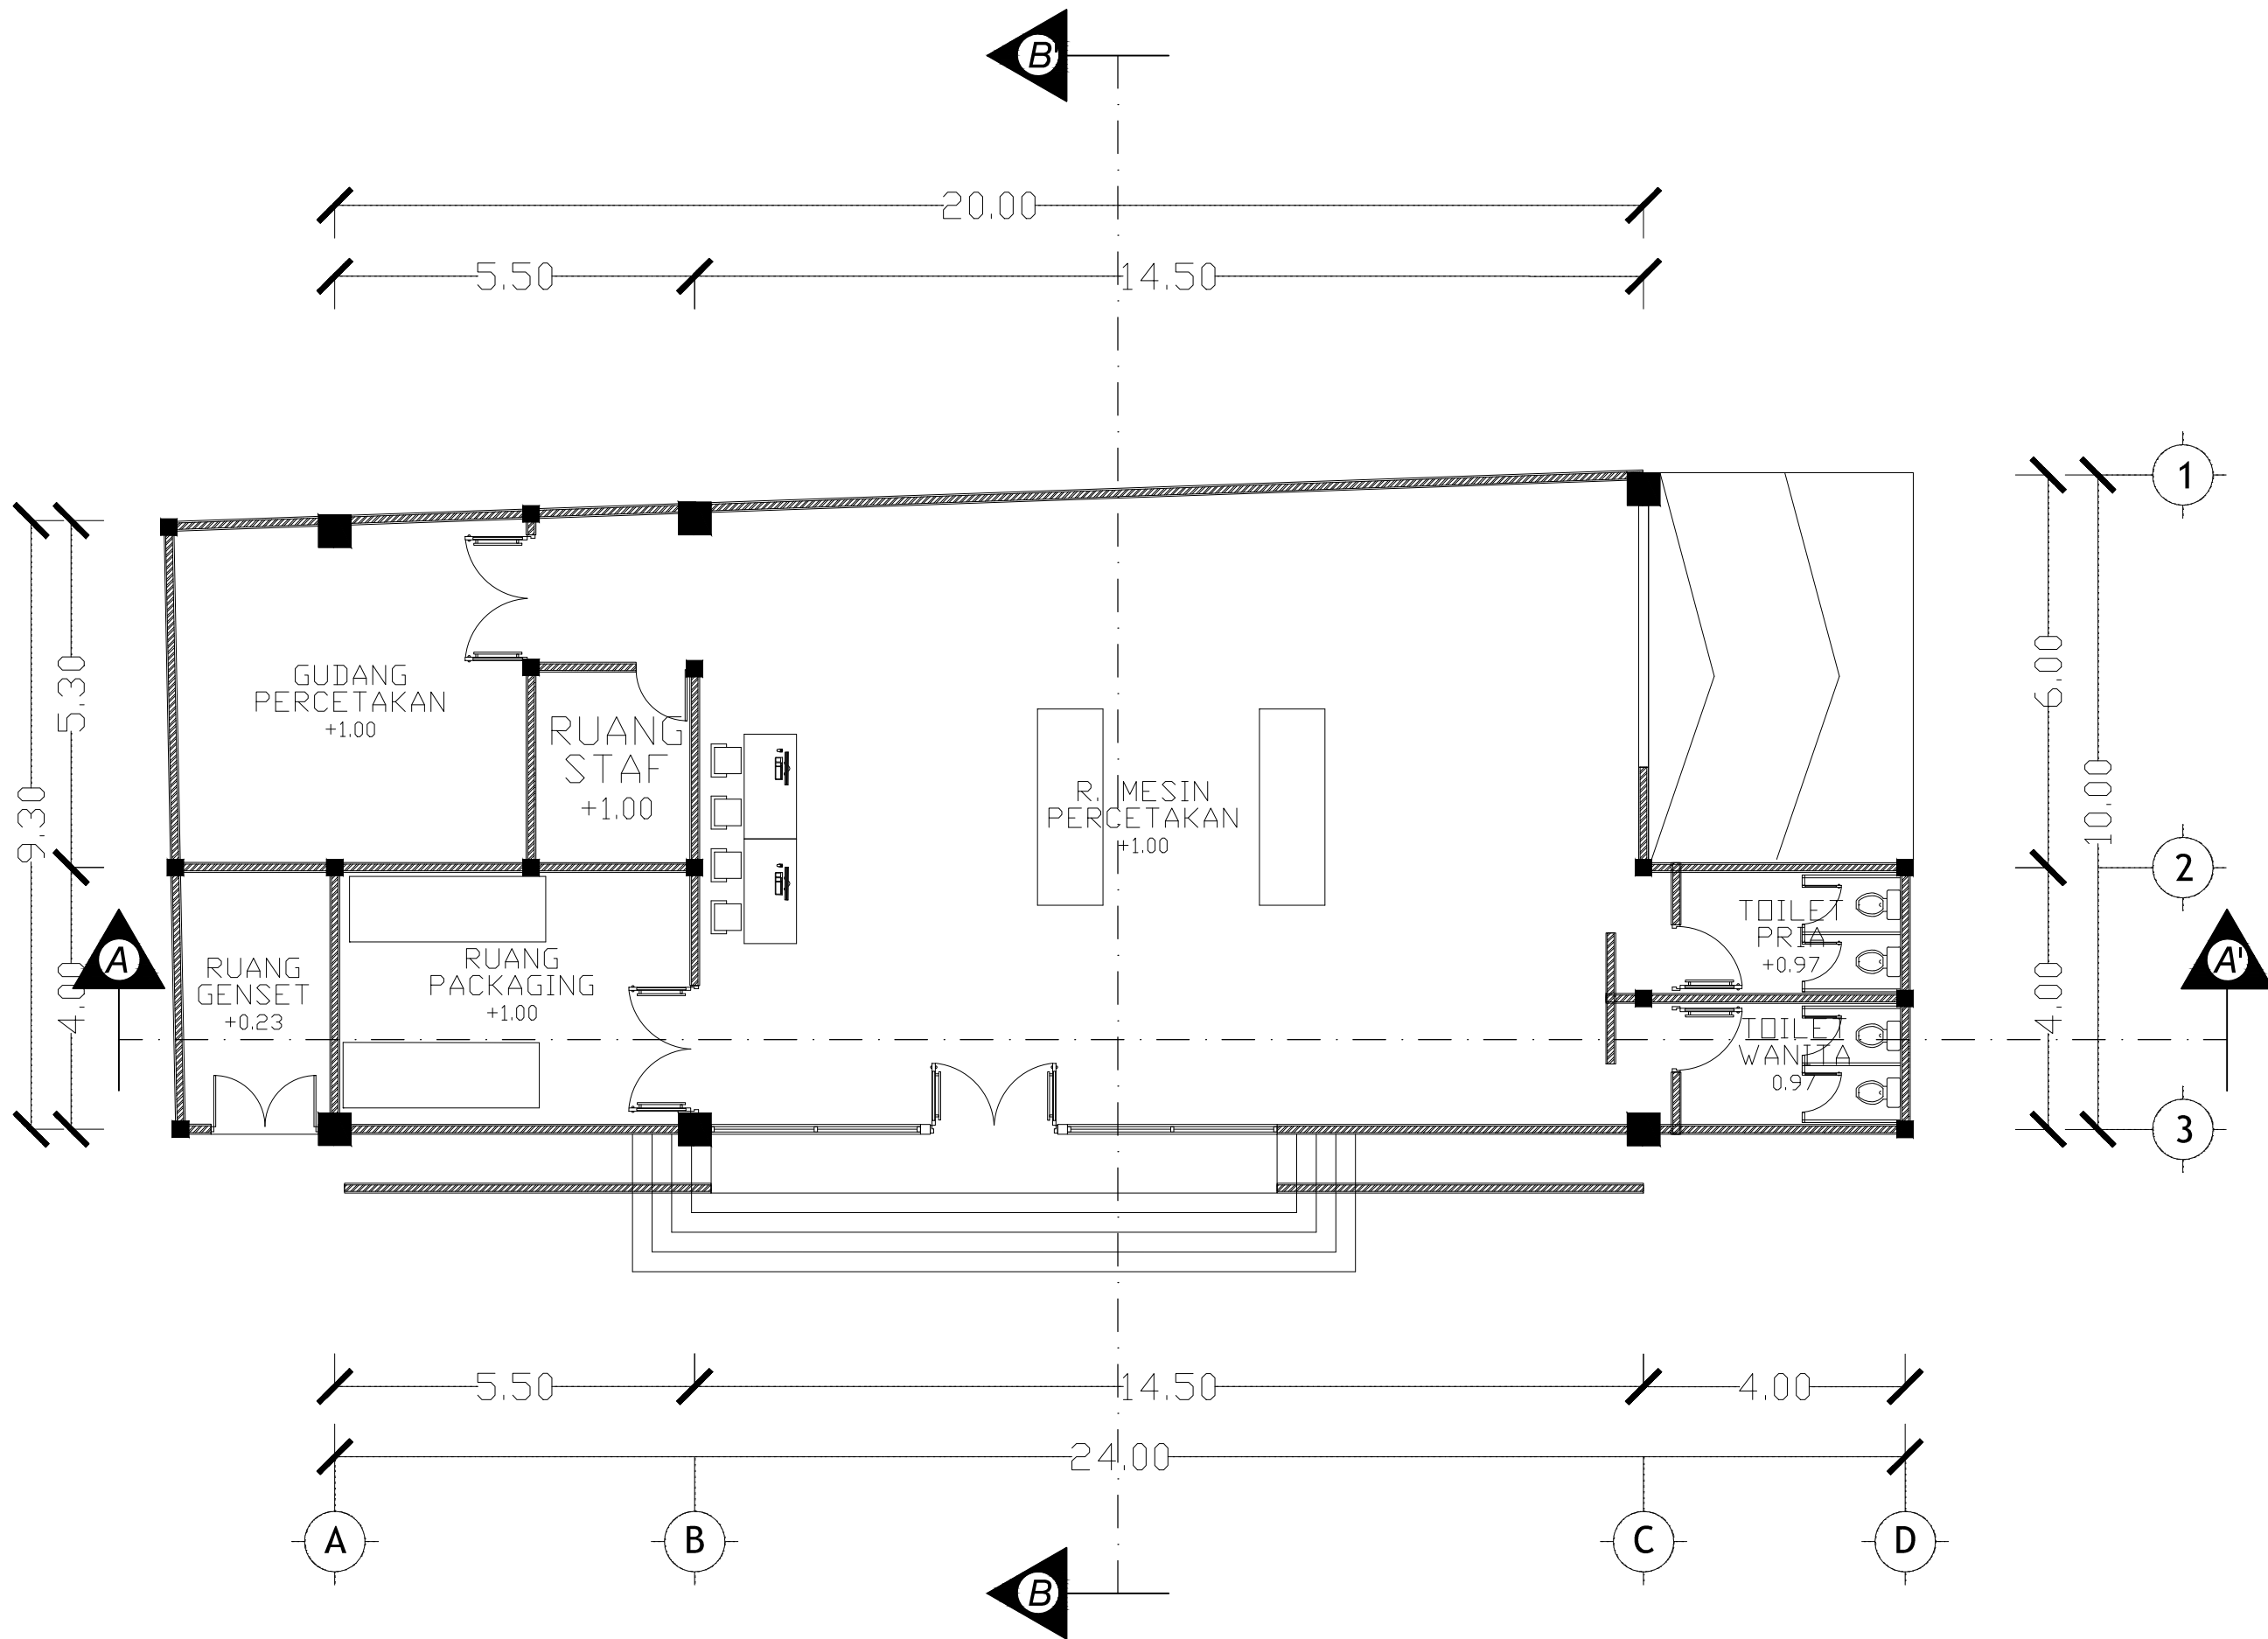 B'
20.00
5.50
14.50
1
5.30
6.00
GUDANG
PERCETAKAN
+1.00
RUANG
STAF
+1.00
R. MESIN
PERCETAKAN
+1.00
9.30
10.00
2
TOILET
PRIA
+0.97
A
RUANG
GENSET
+0.23
RUANG
PACKAGING
+1.00
A'
4.00
4.00
TOILET
WANITA
0.97
3
5.50
14.50
4.00
24.00
A
B
C
D
B